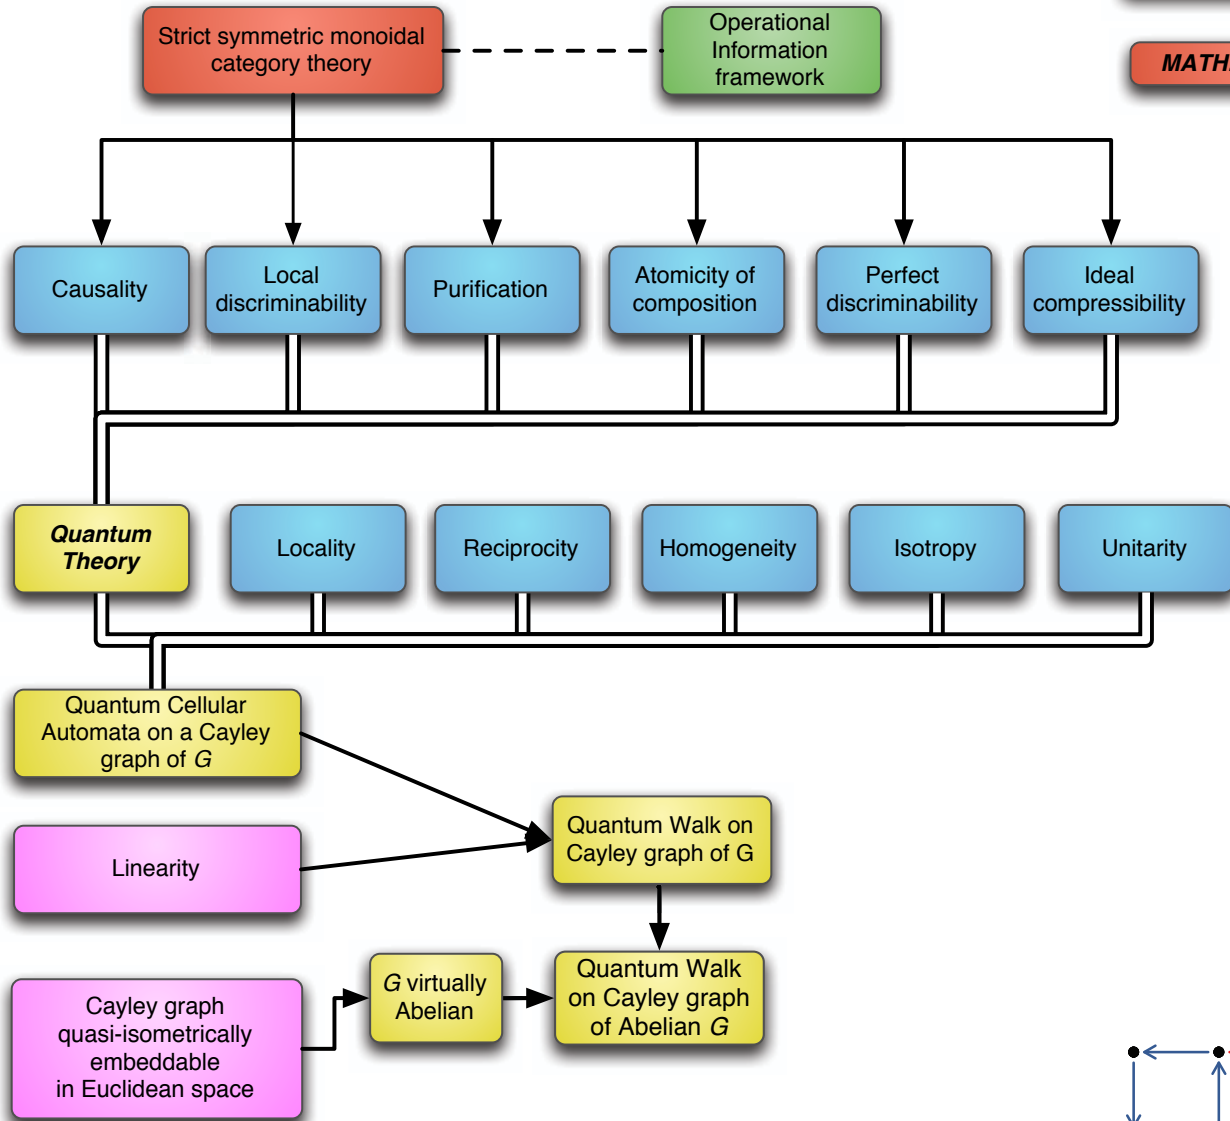 Strict symmetric monoidal
category theory
Operational
Information
framework
MATH
Causality
Local
discriminability
Purification
Atomicity of
composition
Perfect
discriminability
Ideal
compressibility
Quantum
Theory
Locality
Reciprocity
Homogeneity
Isotropy
Unitarity
Quantum Cellular
Automata on a Cayley
graph of G
Linearity
Quantum Walk on
Cayley graph of G
Cayley graph
quasi-isometrically
embeddable
in Euclidean space
G virtually
Abelian
Quantum Walk
on Cayley graph
of Abelian G